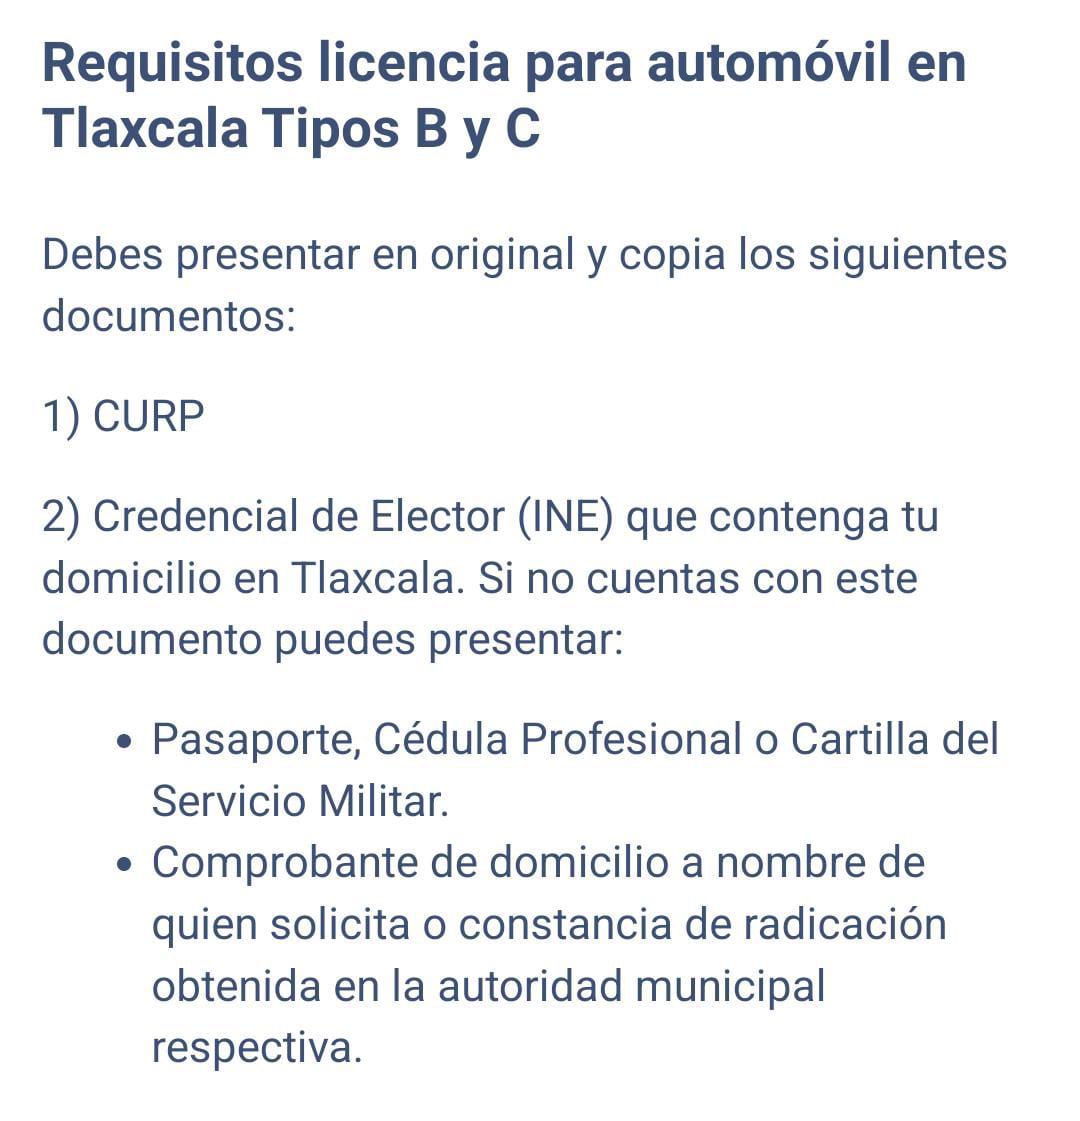 Requisitos licencia para automóvil en
Tlaxcala Tipos B y C
Debes presentar en original y copia los siguientes
documentos:
1) CURP
2) Credencial de Elector (INE) que contenga tu
domicilio en Tlaxcala. Si no cuentas con este
documento puedes presentar:
• Pasaporte, Cédula Profesional o Cartilla del
Servicio Militar.
• Comprobante de domicilio a nombre de
quien solicita o constancia de radicación
obtenida en la autoridad municipal
respectiva.